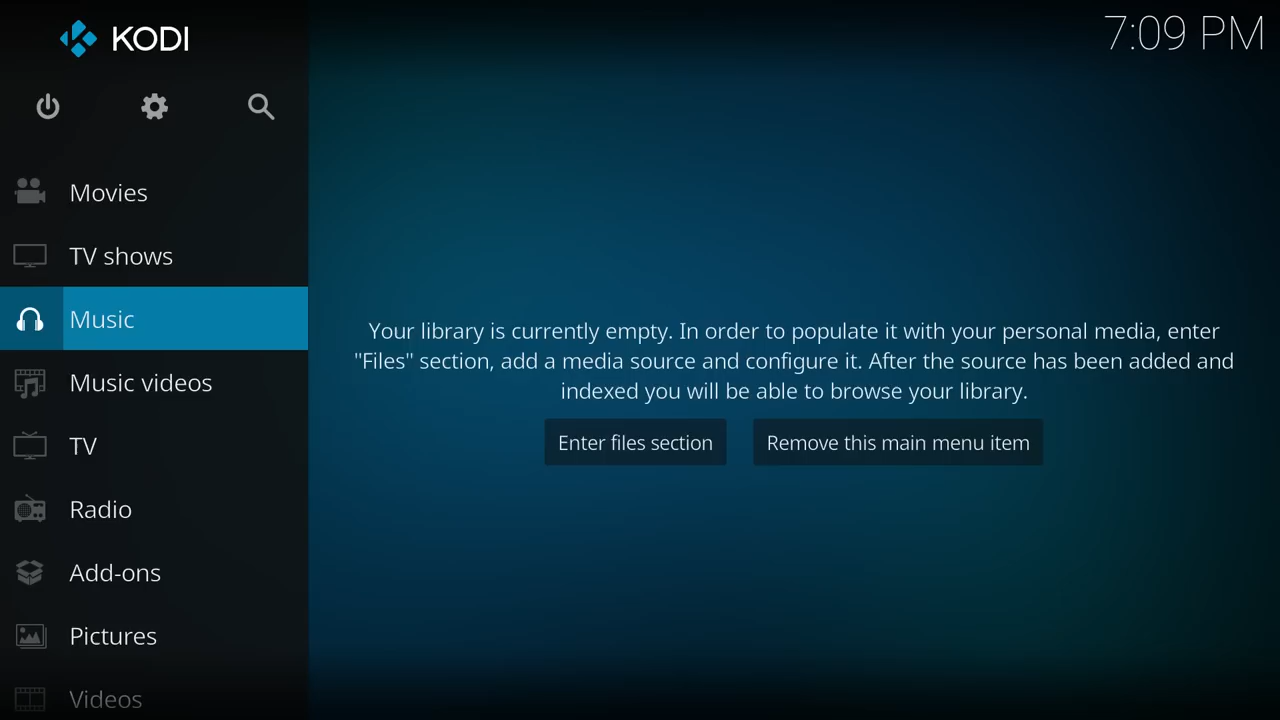 KODI
7:09 PM
Movies
TV shows
Music
Music videos
TV
Radio
Add-ons
Pictures
Videos
Your library is currently empty. In order to populate it with your personal media, enter
"Files" section, add a media source and configure it. After the source has been added and
indexed you will be able to browse your library.
Enter files section
Remove this main menu item